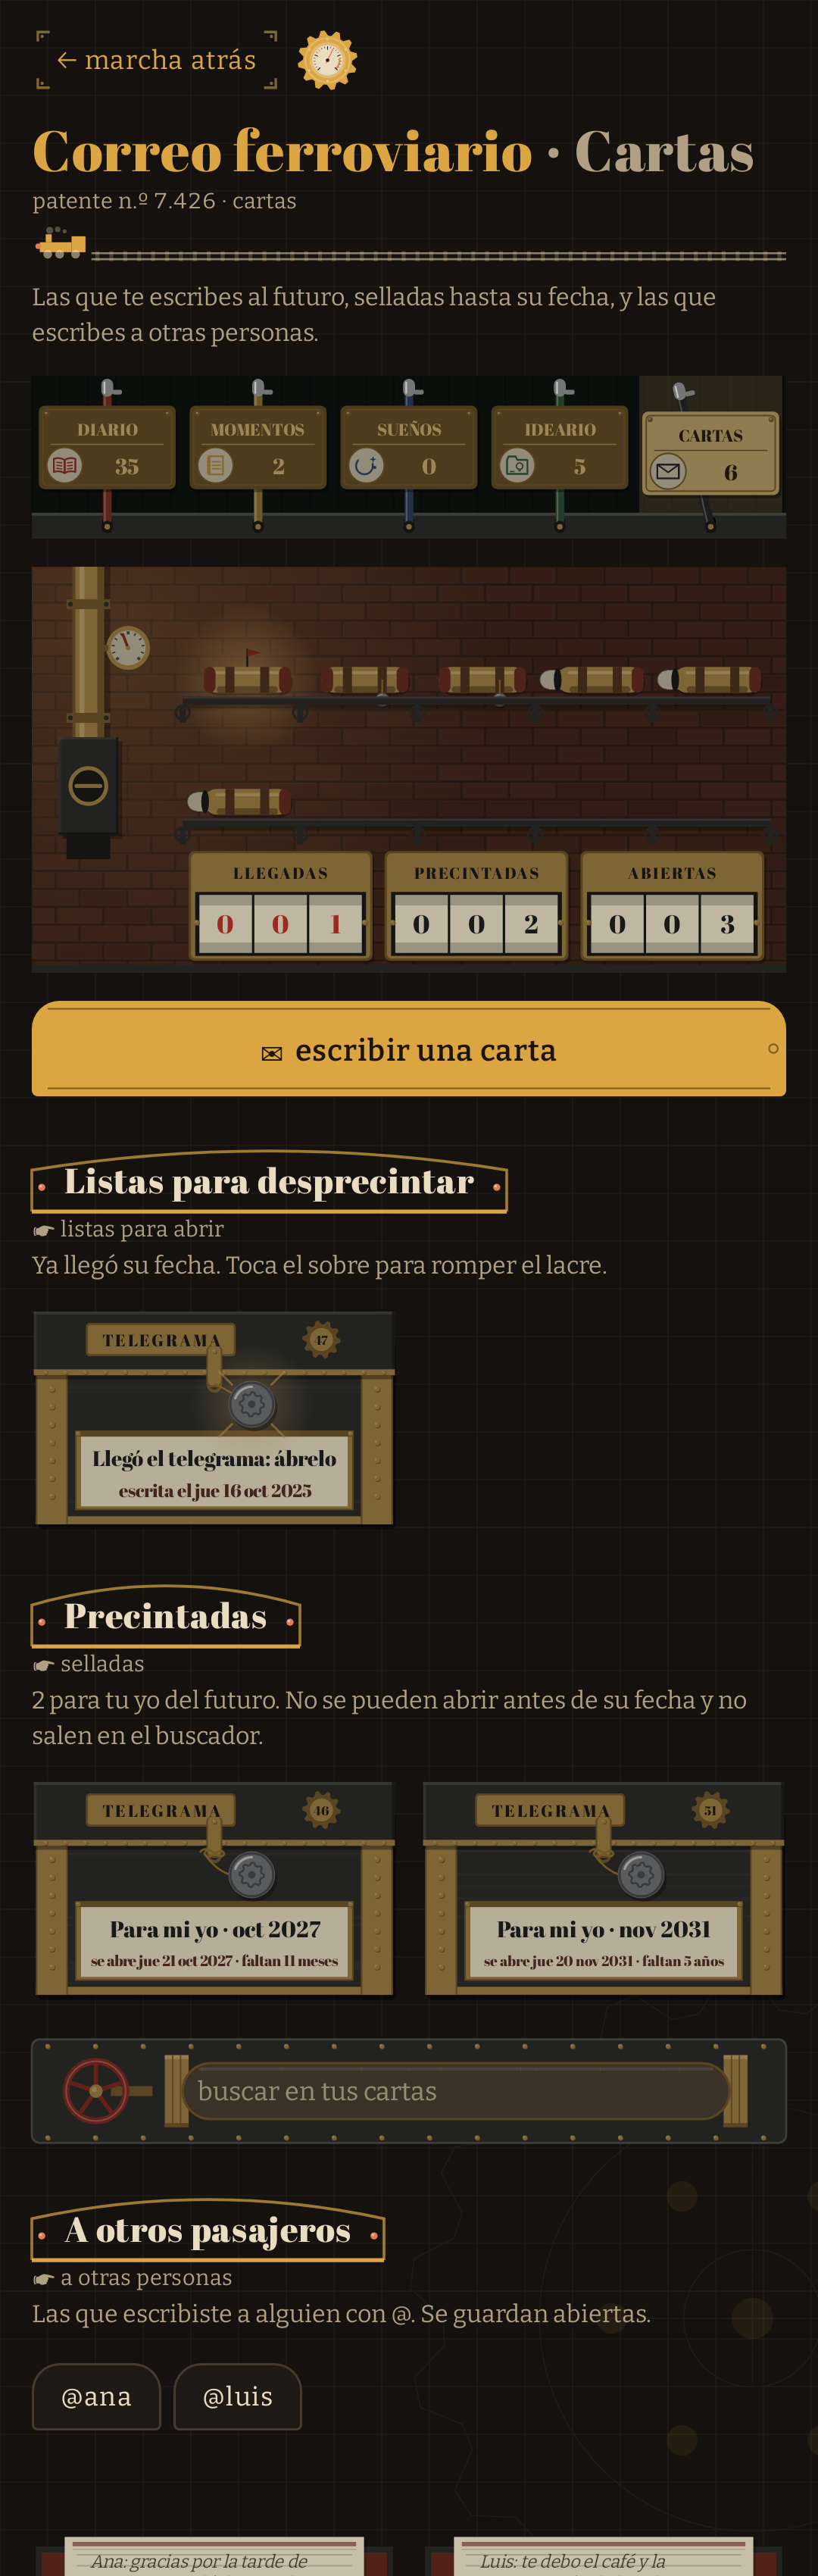 ← marcha atrás
Correo ferroviario · Cartas
patente n.º 7.426 · cartas
Las que te escribes al futuro, selladas hasta su fecha, y las que
escribes a otras personas.
DIARIO
35
MOMENTOS
2
SUEÑOS
0
IDEARIO
5
CARTAS
6
LLEGADAS
0 0 1
PRECINTADAS
0 0 2
ABIERTAS
0 0 3
✉ escribir una carta
Listas para desprecintar
☛ listas para abrir
Ya llegó su fecha. Toca el sobre para romper el lacre.
TELEGRAMA
47
Llegó el telegrama: ábrelo
escrita el jue 16 oct 2025
Precintadas
☛ selladas
2 para tu yo del futuro. No se pueden abrir antes de su fecha y no
salen en el buscador.
TELEGRAMA
46
Para mi yo · oct 2027
se abre jue 21 oct 2027 · faltan 11 meses
TELEGRAMA
51
Para mi yo · nov 2031
se abre jue 20 nov 2031 · faltan 5 años
buscar en tus cartas
A otros pasajeros
☛ a otras personas
Las que escribiste a alguien con @. Se guardan abiertas.
@ana
@luis
Ana: gracias por la tarde de
Luis: te debo el café y la